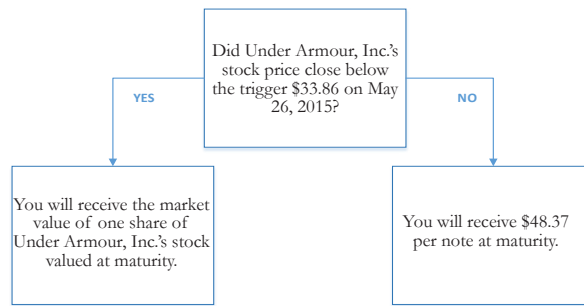 Did Under Armour, Inc.'s
stock price close below
the trigger $33.86 on May
26, 2015?
YES
NO
You will receive the market
value of one share of
Under Armour, Inc.'s stock
valued at maturity.
You will receive $48.37
per note at maturity.